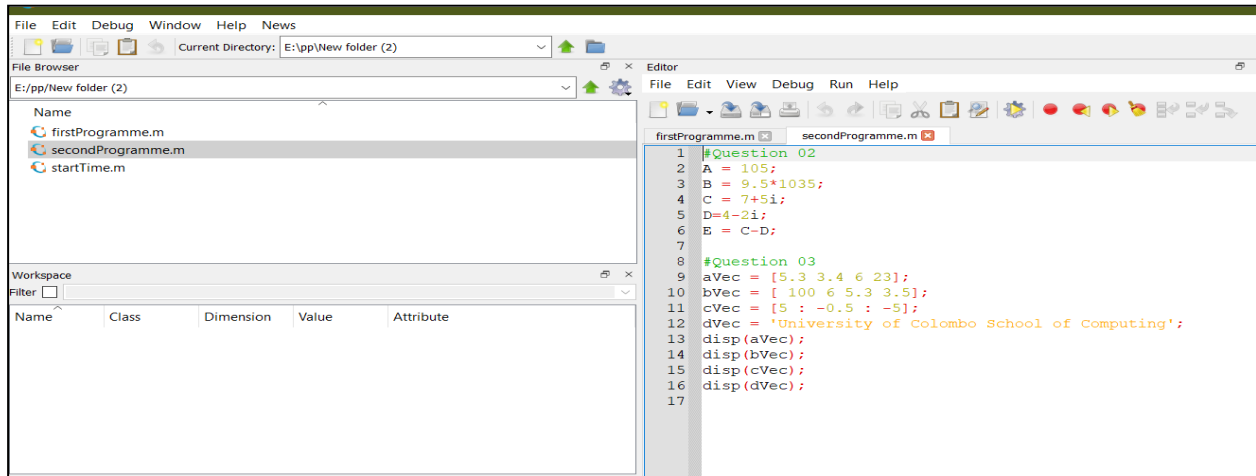 File Edit Debug Window Help News
Current Directory: E:\pp\New folder (2)
File Browser
E:/pp/New folder (2)
Name
firstProgramme.m
secondProgramme.m
startTime.m
Workspace
Filter
Name Class Dimension Value Attribute
Editor
File Edit View Debug Run Help
firstProgramme.m secondProgramme.m
1 #Question 02
2 A = 105;
3 B = 9.5*1035;
4 C = 7+5i;
5 D=4-2i;
6 E = C-D;
7
8 #Question 03
9 aVec = [5.3 3.4 6 23];
10 bVec = [ 100 6 5.3 3.5];
11 cVec = [5 : -0.5 : -5];
12 dVec = 'University of Colombo School of Computing';
13 disp(aVec);
14 disp(bVec);
15 disp(cVec);
16 disp(dVec);
17